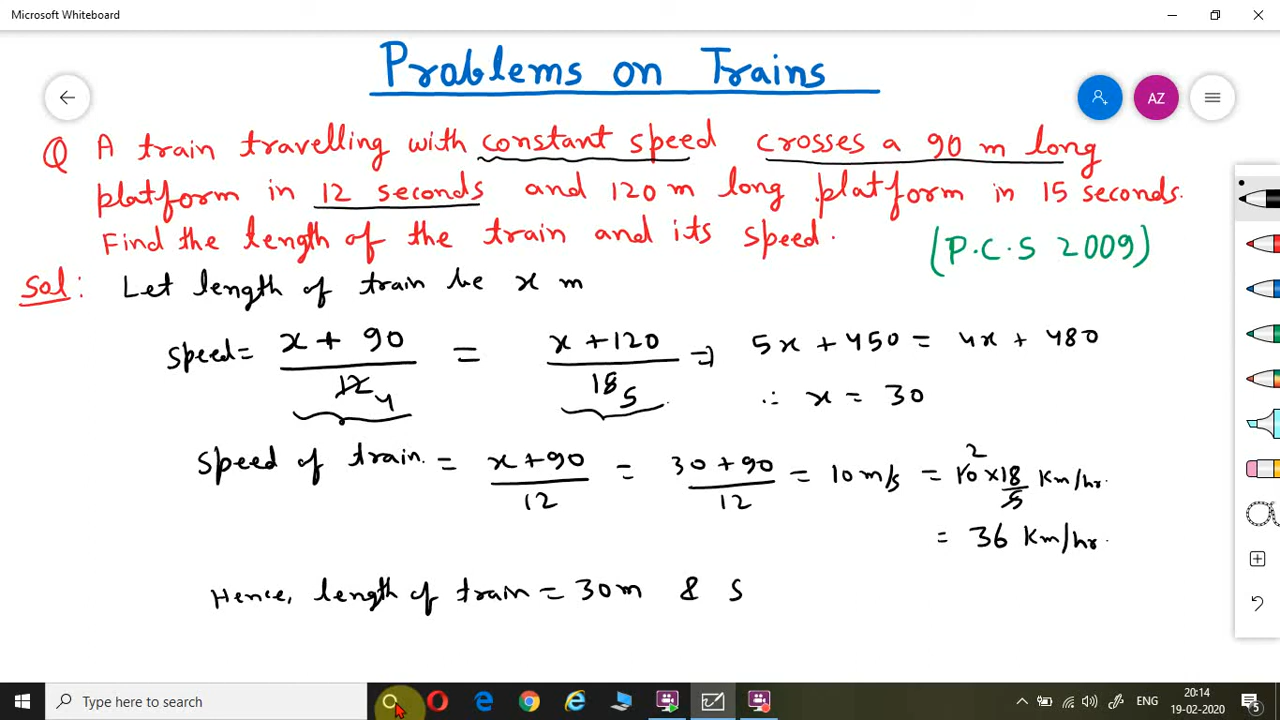 Microsoft Whiteboard
Problems on Trains
AZ
Q A train travelling with constant speed crosses a 90 m long
platform in 12 seconds and 120 m long platform in 15 seconds.
Find the length of the train and its speed.
(P.C.S 2009)
Sol: Let length of train be x m
speed = x + 90 / 12 4 = x + 120 / 18 5 ⇒ 5x + 450 = 4x + 480
∴ x = 30
speed of train = x+90 / 12 = 30+90 / 12 = 10 m/s = 10 2 × 18 / 5 Km/hr.
= 36 Km/hr.
Hence, length of train = 30m & S
Type here to search
ENG
20:14
19-02-2020
5